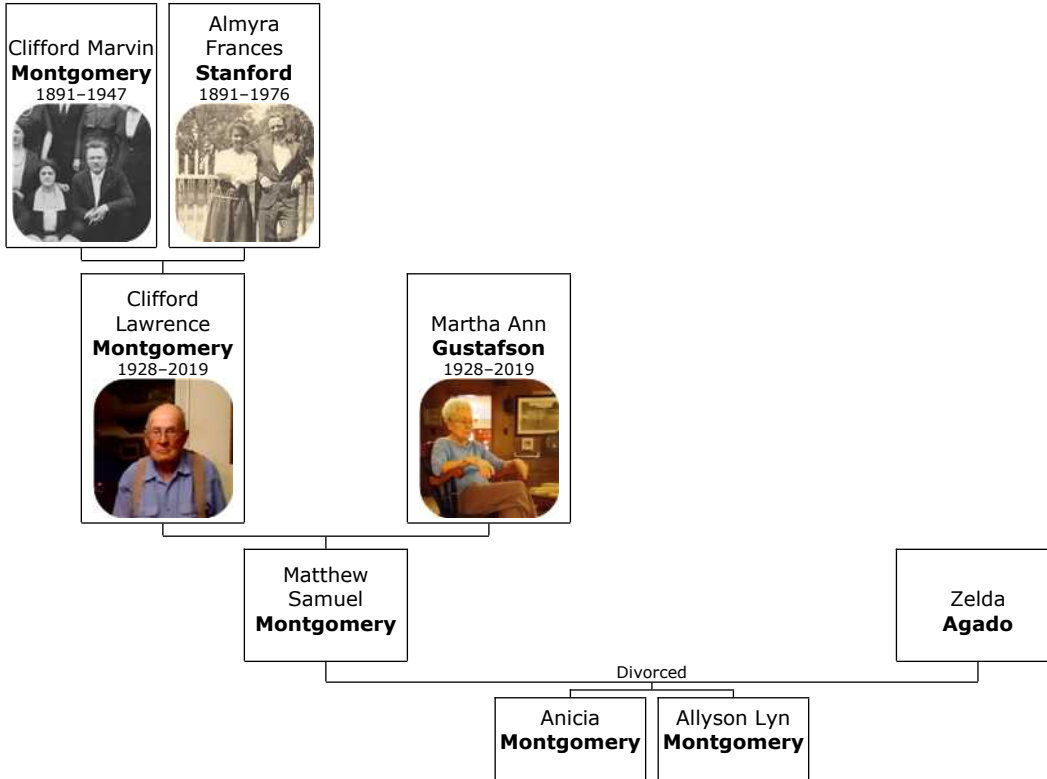 Clifford Marvin
Montgomery
1891–1947
Almyra
Frances
Stanford
1891–1976
Clifford
Lawrence
Montgomery
1928–2019
Martha Ann
Gustafson
1928–2019
Matthew
Samuel
Montgomery
Zelda
Agado
Divorced
Anicia
Montgomery
Allyson Lyn
Montgomery